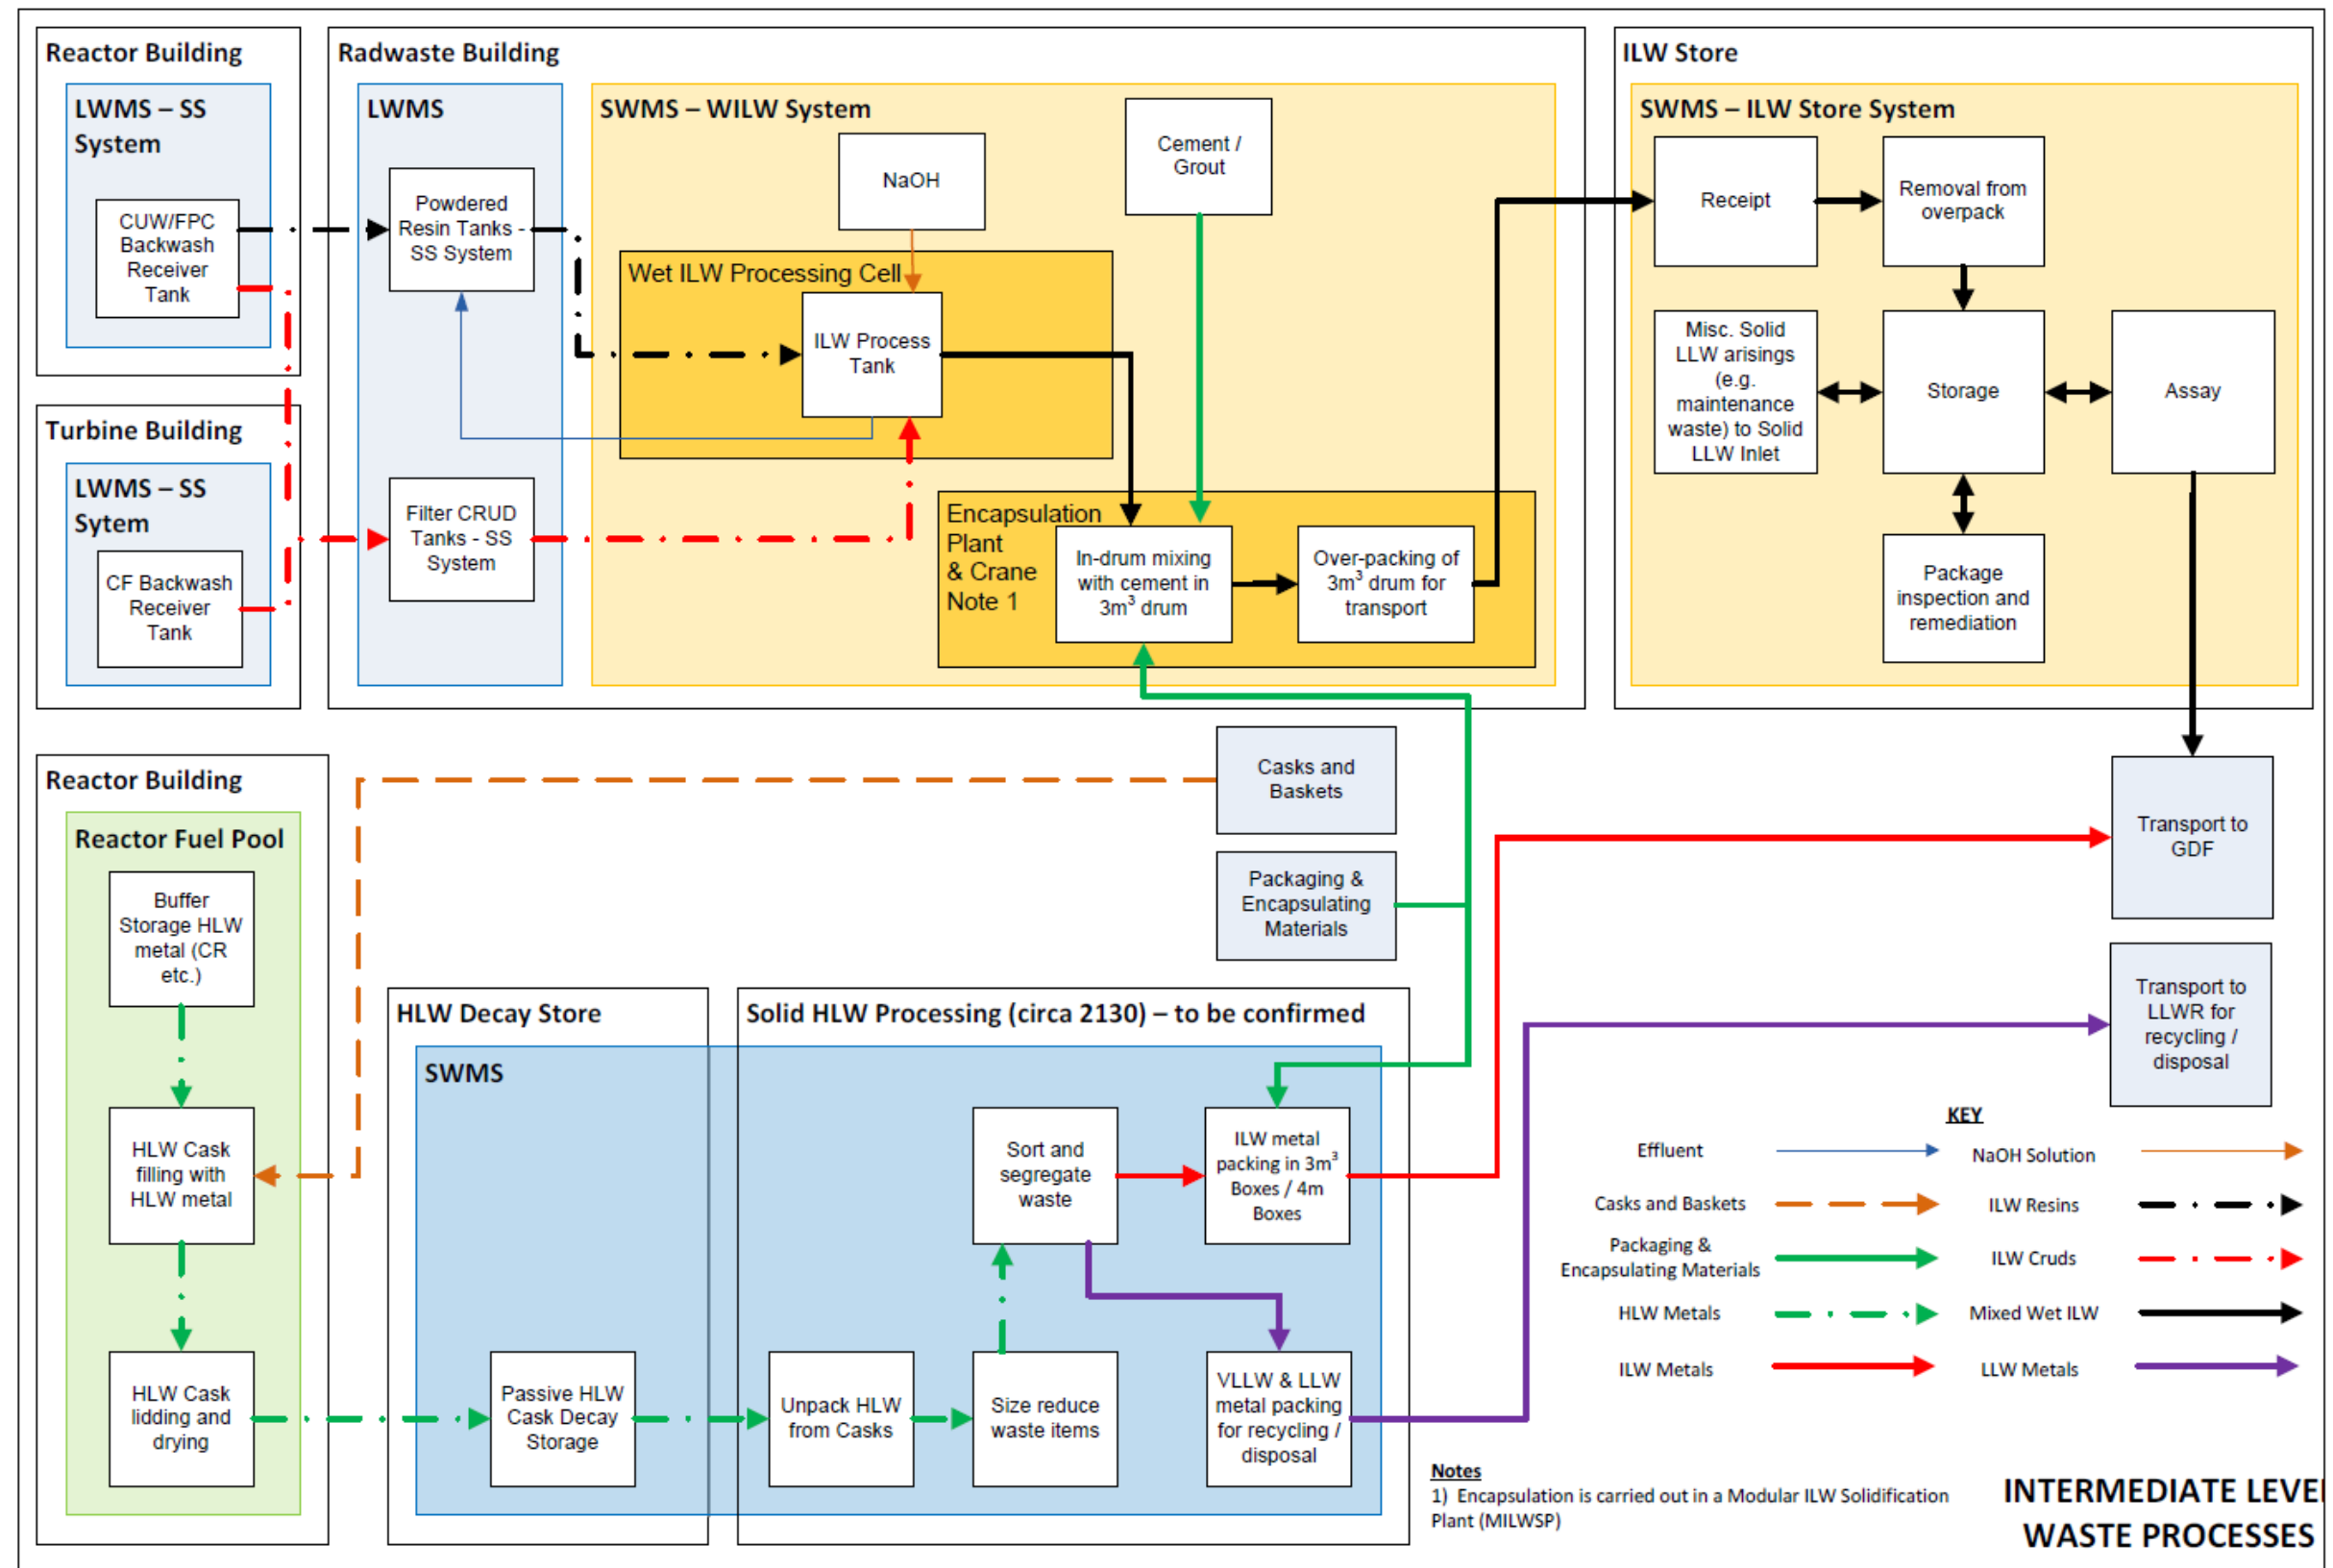 Reactor Building
LWMS – SS
System
CUW/FPC
Backwash
Receiver
Tank
Turbine Building
LWMS – SS
Sytem
CF Backwash
Receiver
Tank
Radwaste Building
LWMS
Powdered
Resin Tanks -
SS System
Filter CRUD
Tanks - SS
System
SWMS – WILW System
NaOH
Cement /
Grout
Wet ILW Processing Cell
ILW Process
Tank
Encapsulation
Plant
& Crane
Note 1
In-drum mixing
with cement in
3m³ drum
Over-packing of
3m³ drum for
transport
ILW Store
SWMS – ILW Store System
Receipt
Removal from
overpack
Misc. Solid
LLW arisings
(e.g.
maintenance
waste) to Solid
LLW Inlet
Storage
Assay
Package
inspection and
remediation
Reactor Building
Reactor Fuel Pool
Buffer
Storage HLW
metal (CR
etc.)
HLW Cask
filling with
HLW metal
HLW Cask
lidding and
drying
Casks and
Baskets
Packaging &
Encapsulating
Materials
Transport to
GDF
Transport to
LLWR for
recycling /
disposal
HLW Decay Store
Solid HLW Processing (circa 2130) – to be confirmed
SWMS
Passive HLW
Cask Decay
Storage
Unpack HLW
from Casks
Size reduce
waste items
Sort and
segregate
waste
ILW metal
packing in 3m³
Boxes / 4m
Boxes
VLLW & LLW
metal packing
for recycling /
disposal
KEY
Effluent
NaOH Solution
Casks and Baskets
ILW Resins
Packaging &
Encapsulating Materials
ILW Cruds
HLW Metals
Mixed Wet ILW
ILW Metals
LLW Metals
Notes
1) Encapsulation is carried out in a Modular ILW Solidification
Plant (MILWSP)
INTERMEDIATE LEVE
WASTE PROCESSES